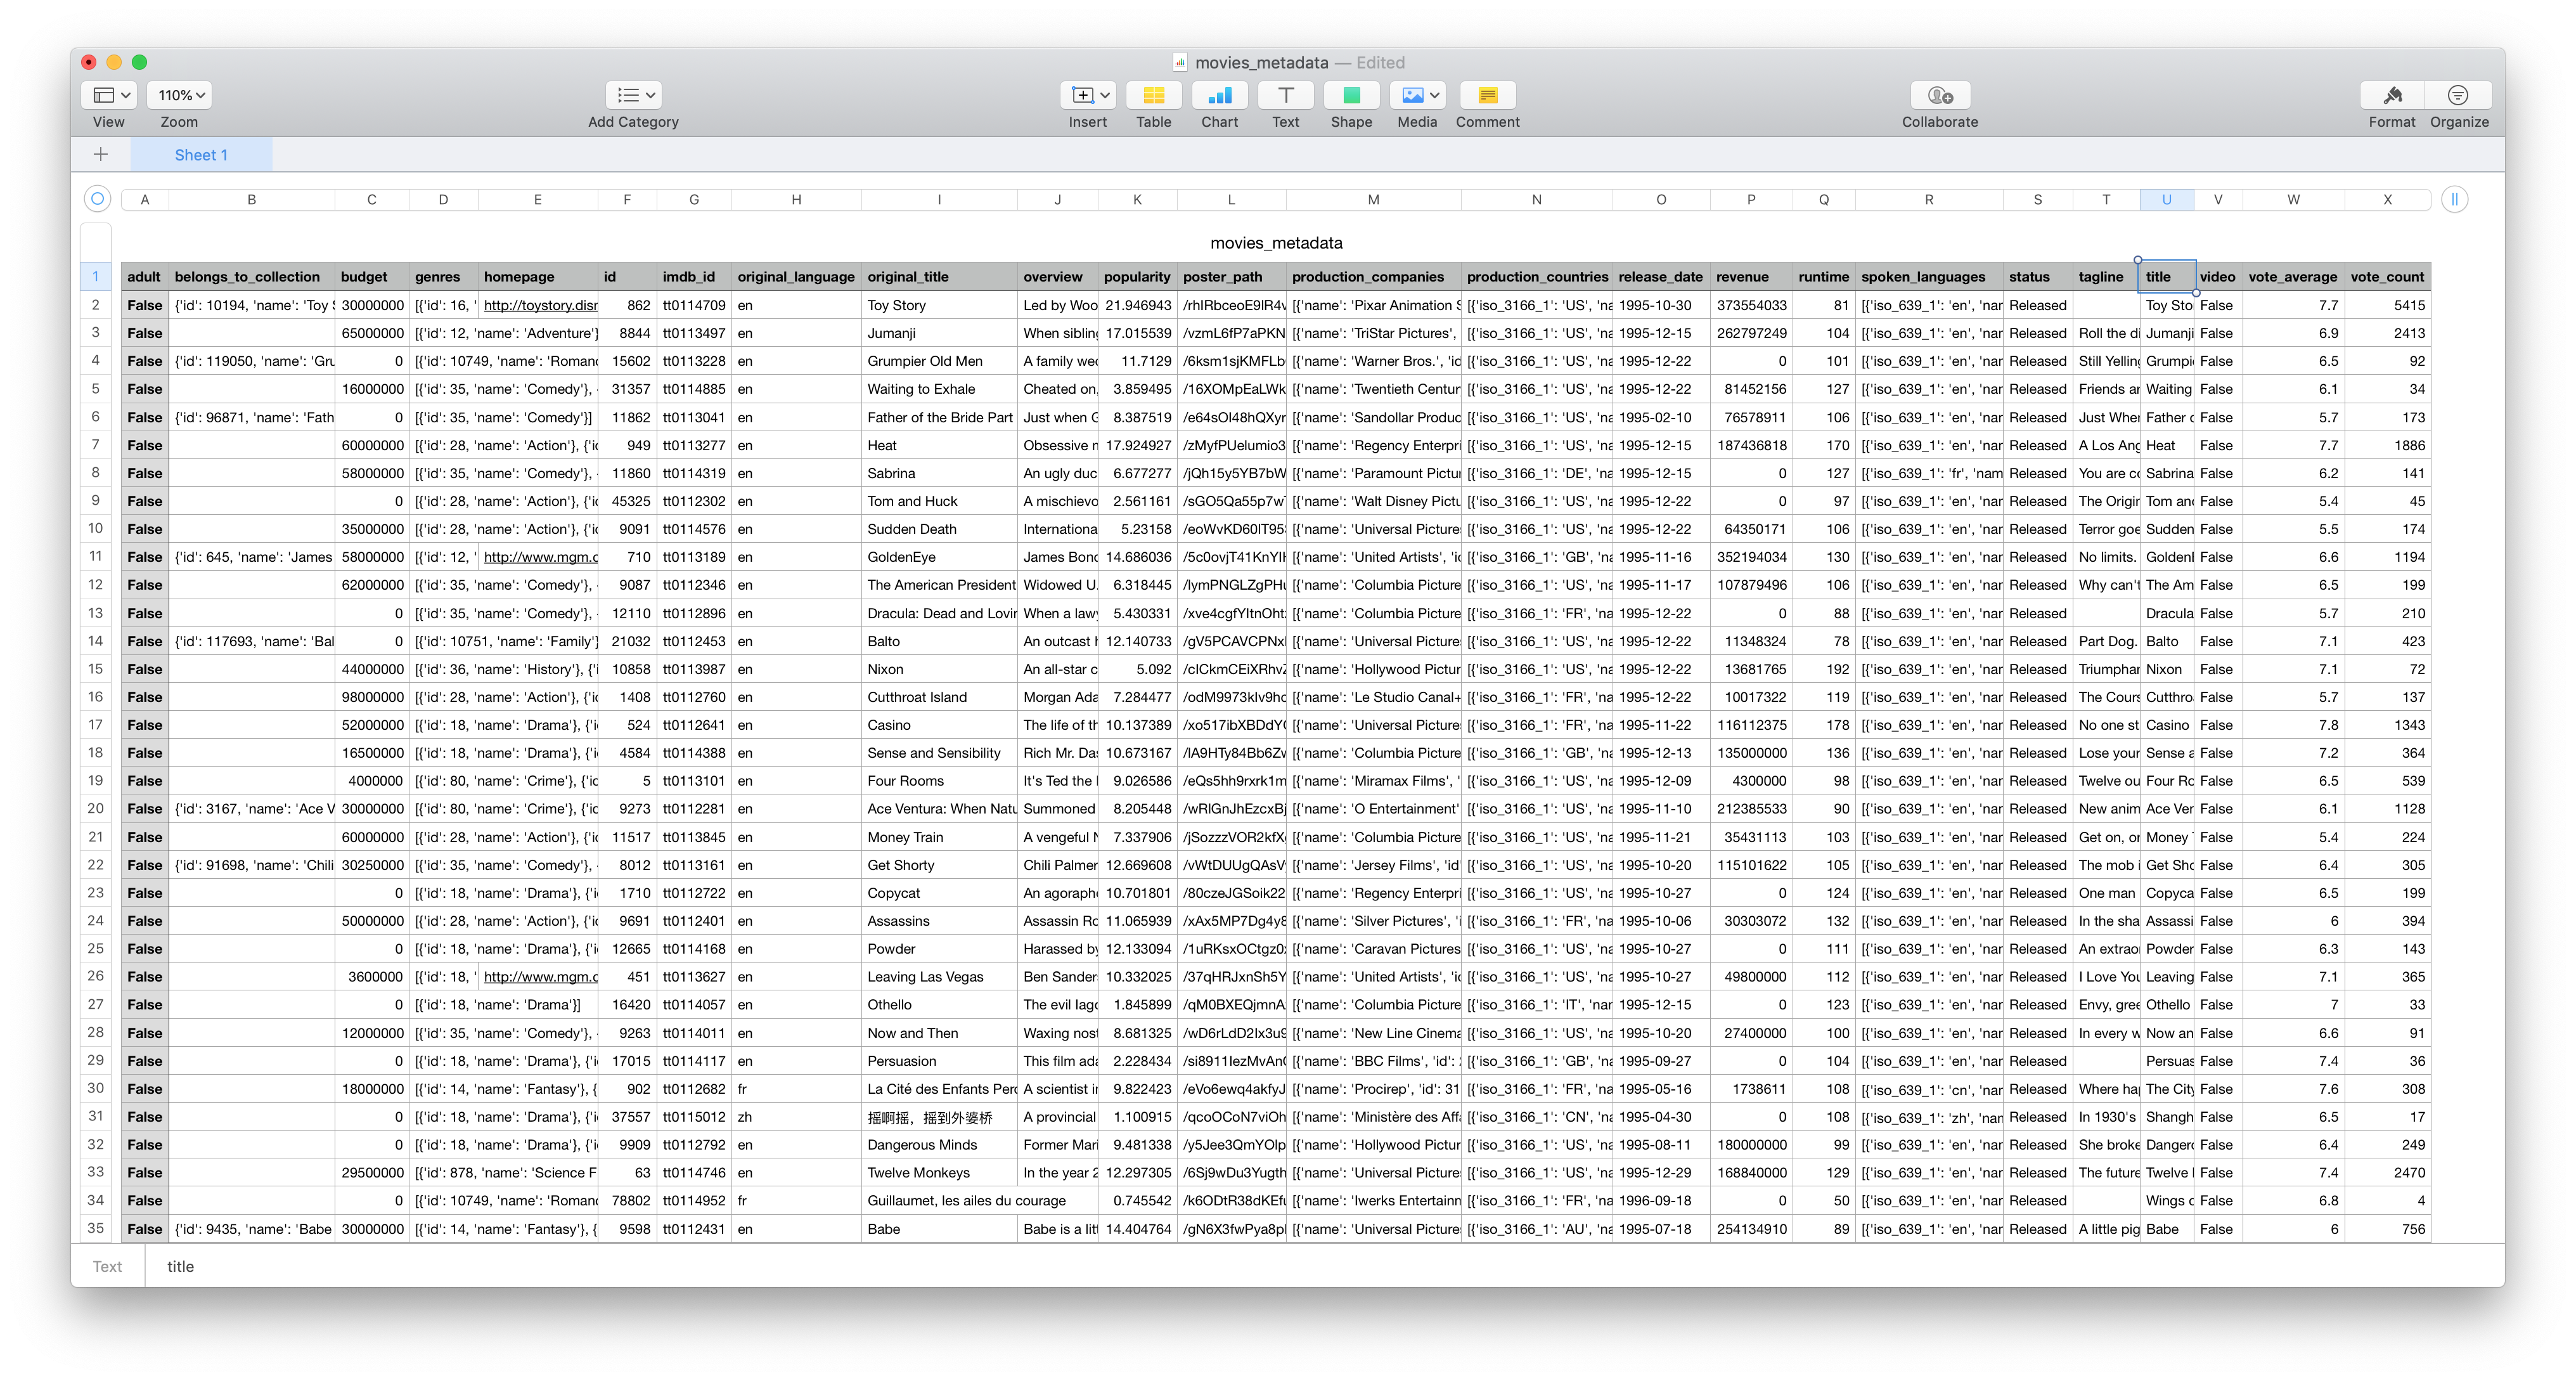 movies_metadata — Edited
110%
View Zoom Add Category Insert Table Chart Text Shape Media Comment Collaborate Format Organize
Sheet 1
A B C D E F G H I J K L M N O P Q R S T U V W X
movies_metadata
1 adult belongs_to_collection budget genres homepage id imdb_id original_language original_title overview popularity poster_path production_companies production_countries release_date revenue runtime spoken_languages status tagline title video vote_average vote_count
2 False {'id': 10194, 'name': 'Toy 30000000 [{'id': 16, ' http://toystory.disn 862 tt0114709 en Toy Story Led by Woo 21.946943 [{'name': 'Pixar Animation S [{'iso_3166_1': 'US', 'na 1995-10-30 373554033 81 [{'iso_639_1': 'en', 'nar Released Toy Sto False 7.7 5415
3 False 65000000 [{'id': 12, 'name': 'Adventure'} 8844 tt0113497 en Jumanji When sibling 17.015539 /vzmL6fP7aPKN [{'name': 'TriStar Pictures', [{'iso_3166_1': 'US', 'na 1995-12-15 262797249 104 [{'iso_639_1': 'en', 'nar Released Roll the di Jumanji False 6.9 2413
4 False {'id': 119050, 'name': 'Gru 0 [{'id': 10749, 'name': 'Romanc 15602 tt0113228 en Grumpier Old Men A family wed 11.7129 /6ksm1sjKMFLb [{'name': 'Warner Bros.', 'id [{'iso_3166_1': 'US', 'na 1995-12-22 0 101 [{'iso_639_1': 'en', 'nar Released Still Yelling Grumpi False 6.5 92
5 False 16000000 [{'id': 35, 'name': 'Comedy'}, 31357 tt0114885 en Waiting to Exhale Cheated on, 3.859495 /16XOMpEaLWk [{'name': 'Twentieth Centur [{'iso_3166_1': 'US', 'na 1995-12-22 81452156 127 [{'iso_639_1': 'en', 'nar Released Friends ar Waiting False 6.1 34
6 False {'id': 96871, 'name': 'Fath 0 [{'id': 35, 'name': 'Comedy'}] 11862 tt0113041 en Father of the Bride Part Just when G 8.387519 /e64sOI48hQXyr [{'name': 'Sandollar Produc [{'iso_3166_1': 'US', 'na 1995-02-10 76578911 106 [{'iso_639_1': 'en', 'nar Released Just Wher Father c False 5.7 173
7 False 60000000 [{'id': 28, 'name': 'Action'}, {'id 949 tt0113277 en Heat Obsessive n 17.924927 /zMyfPUelumio3 [{'name': 'Regency Enterpri [{'iso_3166_1': 'US', 'na 1995-12-15 187436818 170 [{'iso_639_1': 'en', 'nar Released A Los Ang Heat False 7.7 1886
8 False 58000000 [{'id': 35, 'name': 'Comedy'}, 11860 tt0114319 en Sabrina An ugly duc 6.677277 /jQh15y5YB7bW [{'name': 'Paramount Pictur [{'iso_3166_1': 'DE', 'na 1995-12-15 0 127 [{'iso_639_1': 'fr', 'nam Released You are co Sabrina False 6.2 141
9 False 0 [{'id': 28, 'name': 'Action'}, {'id 45325 tt0112302 en Tom and Huck A mischievo 2.561161 /sGO5Qa55p7w [{'name': 'Walt Disney Pictu [{'iso_3166_1': 'US', 'na 1995-12-22 0 97 [{'iso_639_1': 'en', 'nar Released The Origin Tom and False 5.4 45
10 False 35000000 [{'id': 28, 'name': 'Action'}, {'id 9091 tt0114576 en Sudden Death Internationa 5.23158 /eoWvKD60lT95 [{'name': 'Universal Picture [{'iso_3166_1': 'US', 'na 1995-12-22 64350171 106 [{'iso_639_1': 'en', 'nar Released Terror goe Sudden False 5.5 174
11 False {'id': 645, 'name': 'James 58000000 [{'id': 12, ' http://www.mgm.c 710 tt0113189 en GoldenEye James Bond 14.686036 [{'name': 'United Artists', 'id [{'iso_3166_1': 'GB', 'na 1995-11-16 352194034 130 [{'iso_639_1': 'en', 'nar Released No limits. Golden False 6.6 1194
12 False 62000000 [{'id': 35, 'name': 'Comedy'}, 9087 tt0112346 en The American President Widowed U. 6.318445 /lymPNGLZgPH [{'name': 'Columbia Picture [{'iso_3166_1': 'US', 'na 1995-11-17 107879496 106 [{'iso_639_1': 'en', 'nar Released Why can't The Am False 6.5 199
13 False 0 [{'id': 35, 'name': 'Comedy'}, 12110 tt0112896 en Dracula: Dead and Lovin When a lawy 5.430331 /xve4cgfYItnOht [{'name': 'Columbia Picture [{'iso_3166_1': 'FR', 'na 1995-12-22 0 88 [{'iso_639_1': 'en', 'nar Released Dracula False 5.7 210
14 False {'id': 117693, 'name': 'Bal 0 [{'id': 10751, 'name': 'Family'} 21032 tt0112453 en Balto An outcast h 12.140733 /gV5PCAVCPNx [{'name': 'Universal Picture [{'iso_3166_1': 'US', 'na 1995-12-22 11348324 78 [{'iso_639_1': 'en', 'nar Released Part Dog. Balto False 7.1 423
15 False 44000000 [{'id': 36, 'name': 'History'}, {'i 10858 tt0113987 en Nixon An all-star c 5.092 /cICkmCEiXRhvZ [{'name': 'Hollywood Pictur [{'iso_3166_1': 'US', 'na 1995-12-22 13681765 192 [{'iso_639_1': 'en', 'nar Released Triumphar Nixon False 7.1 72
16 False 98000000 [{'id': 28, 'name': 'Action'}, {'id 1408 tt0112760 en Cutthroat Island Morgan Ada 7.284477 /odM9973kIv9hc [{'name': 'Le Studio Canal+ [{'iso_3166_1': 'FR', 'na 1995-12-22 10017322 119 [{'iso_639_1': 'en', 'nar Released The Cours Cutthro False 5.7 137
17 False 52000000 [{'id': 18, 'name': 'Drama'}, {'id 524 tt0112641 en Casino The life of th 10.137389 /xo517ibXBDdY [{'name': 'Universal Picture [{'iso_3166_1': 'FR', 'na 1995-11-22 116112375 178 [{'iso_639_1': 'en', 'nar Released No one st Casino False 7.8 1343
18 False 16500000 [{'id': 18, 'name': 'Drama'}, {'id 4584 tt0114388 en Sense and Sensibility Rich Mr. Das 10.673167 /lA9HTy84Bb6Zv [{'name': 'Columbia Picture [{'iso_3166_1': 'GB', 'na 1995-12-13 135000000 136 [{'iso_639_1': 'en', 'nar Released Lose your Sense a False 7.2 364
19 False 4000000 [{'id': 80, 'name': 'Crime'}, {'id 5 tt0113101 en Four Rooms It's Ted the 9.026586 /eQs5hh9rxrk1m [{'name': 'Miramax Films', ' [{'iso_3166_1': 'US', 'na 1995-12-09 4300000 98 [{'iso_639_1': 'en', 'nar Released Twelve ou Four Ro False 6.5 539
20 False {'id': 3167, 'name': 'Ace V 30000000 [{'id': 80, 'name': 'Crime'}, {'id 9273 tt0112281 en Ace Ventura: When Natu Summoned 8.205448 /wRlGnJhEzcxBj [{'name': 'O Entertainment' [{'iso_3166_1': 'US', 'na 1995-11-10 212385533 90 [{'iso_639_1': 'en', 'nar Released New anim Ace Ver False 6.1 1128
21 False 60000000 [{'id': 28, 'name': 'Action'}, {'id 11517 tt0113845 en Money Train A vengeful N 7.337906 /jSozzzVOR2kfX [{'name': 'Columbia Picture [{'iso_3166_1': 'US', 'na 1995-11-21 35431113 103 [{'iso_639_1': 'en', 'nar Released Get on, or Money False 5.4 224
22 False {'id': 91698, 'name': 'Chili 30250000 [{'id': 35, 'name': 'Comedy'}, 8012 tt0113161 en Get Shorty Chili Palmer 12.669608 /vWtDUUgQAsV [{'name': 'Jersey Films', 'id' [{'iso_3166_1': 'US', 'na 1995-10-20 115101622 105 [{'iso_639_1': 'en', 'nar Released The mob i Get Sho False 6.4 305
23 False 0 [{'id': 18, 'name': 'Drama'}, {'id 1710 tt0112722 en Copycat An agoraph 10.701801 /80czeJGSoik22 [{'name': 'Regency Enterpri [{'iso_3166_1': 'US', 'na 1995-10-27 0 124 [{'iso_639_1': 'en', 'nar Released One man Copyca False 6.5 199
24 False 50000000 [{'id': 28, 'name': 'Action'}, {'id 9691 tt0112401 en Assassins Assassin Ro 11.065939 /xAx5MP7Dg4y8 [{'name': 'Silver Pictures', 'i [{'iso_3166_1': 'FR', 'na 1995-10-06 30303072 132 [{'iso_639_1': 'en', 'nar Released In the sha Assassi False 6 394
25 False 0 [{'id': 18, 'name': 'Drama'}, {'id 12665 tt0114168 en Powder Harassed by 12.133094 /1uRKsxOCtgz0 [{'name': 'Caravan Pictures [{'iso_3166_1': 'US', 'na 1995-10-27 0 111 [{'iso_639_1': 'en', 'nar Released An extrao Powder False 6.3 143
26 False 3600000 [{'id': 18, ' http://www.mgm.c 451 tt0113627 en Leaving Las Vegas Ben Sander 10.332025 /37qHRJxnSh5Y [{'name': 'United Artists', 'id [{'iso_3166_1': 'US', 'na 1995-10-27 49800000 112 [{'iso_639_1': 'en', 'nar Released I Love You Leaving False 7.1 365
27 False 0 [{'id': 18, 'name': 'Drama'}] 16420 tt0114057 en Othello The evil Iago 1.845899 /qM0BXEQjmnA [{'name': 'Columbia Picture [{'iso_3166_1': 'IT', 'nar 1995-12-15 0 123 [{'iso_639_1': 'en', 'nar Released Envy, gree Othello False 7 33
28 False 12000000 [{'id': 35, 'name': 'Comedy'}, 9263 tt0114011 en Now and Then Waxing nost 8.681325 /wD6rLdD2Ix3u9 [{'name': 'New Line Cinema [{'iso_3166_1': 'US', 'na 1995-10-20 27400000 100 [{'iso_639_1': 'en', 'nar Released In every w Now an False 6.6 91
29 False 0 [{'id': 18, 'name': 'Drama'}, {'id 17015 tt0114117 en Persuasion This film ada 2.228434 /si8911IezMvAn [{'name': 'BBC Films', 'id': [{'iso_3166_1': 'GB', 'na 1995-09-27 0 104 [{'iso_639_1': 'en', 'nar Released Persuas False 7.4 36
30 False 18000000 [{'id': 14, 'name': 'Fantasy'}, { 902 tt0112682 fr La Cité des Enfants Perd A scientist i 9.822423 /eVo6ewq4akfyJ [{'name': 'Procirep', 'id': 31 [{'iso_3166_1': 'FR', 'na 1995-05-16 1738611 108 [{'iso_639_1': 'cn', 'nar Released Where hap The City False 7.6 308
31 False 0 [{'id': 18, 'name': 'Drama'}, {'id 37557 tt0115012 zh 摇啊摇，摇到外婆桥 A provincial 1.100915 /qcoOCoN7viOh [{'name': 'Ministère des Affa [{'iso_3166_1': 'CN', 'na 1995-04-30 0 108 [{'iso_639_1': 'zh', 'nar Released In 1930's Shangh False 6.5 17
32 False 0 [{'id': 18, 'name': 'Drama'}, {'id 9909 tt0112792 en Dangerous Minds Former Mari 9.481338 /y5Jee3QmYOlp [{'name': 'Hollywood Pictur [{'iso_3166_1': 'US', 'na 1995-08-11 180000000 99 [{'iso_639_1': 'en', 'nar Released She broke Danger False 6.4 249
33 False 29500000 [{'id': 878, 'name': 'Science F 63 tt0114746 en Twelve Monkeys In the year 2 12.297305 /6Sj9wDu3Yugth [{'name': 'Universal Picture [{'iso_3166_1': 'US', 'na 1995-12-29 168840000 129 [{'iso_639_1': 'en', 'nar Released The future Twelve False 7.4 2470
34 False 0 [{'id': 10749, 'name': 'Romanc 78802 tt0114952 fr Guillaumet, les ailes du courage 0.745542 /k6ODtR38dKEfu [{'name': 'Iwerks Entertainn [{'iso_3166_1': 'FR', 'na 1996-09-18 0 50 [{'iso_639_1': 'en', 'nar Released Wings c False 6.8 4
35 False {'id': 9435, 'name': 'Babe 30000000 [{'id': 14, 'name': 'Fantasy'}, { 9598 tt0112431 en Babe Babe is a litt 14.404764 /gN6X3fwPya8pl [{'name': 'Universal Picture [{'iso_3166_1': 'AU', 'na 1995-07-18 254134910 89 [{'iso_639_1': 'en', 'nar Released A little pig Babe False 6 756
Text title